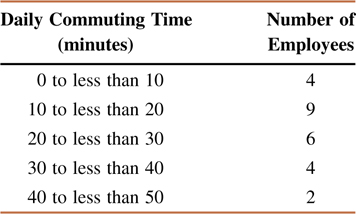 Daily Commuting Time Number of
(minutes) Employees
0 to less than 10 4
10 to less than 20 9
20 to less than 30 6
30 to less than 40 4
40 to less than 50 2